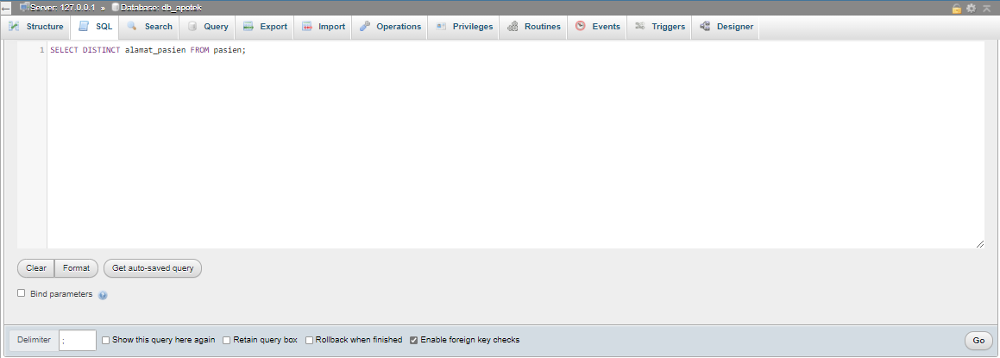 Server: 127.0.0.1 » Database: db_apotek
Structure SQL Search Query Export Import Operations Privileges Routines Events Triggers Designer
1 SELECT DISTINCT alamat_pasien FROM pasien;
Clear Format Get auto-saved query
Bind parameters
Delimiter ; Show this query here again Retain query box Rollback when finished Enable foreign key checks Go